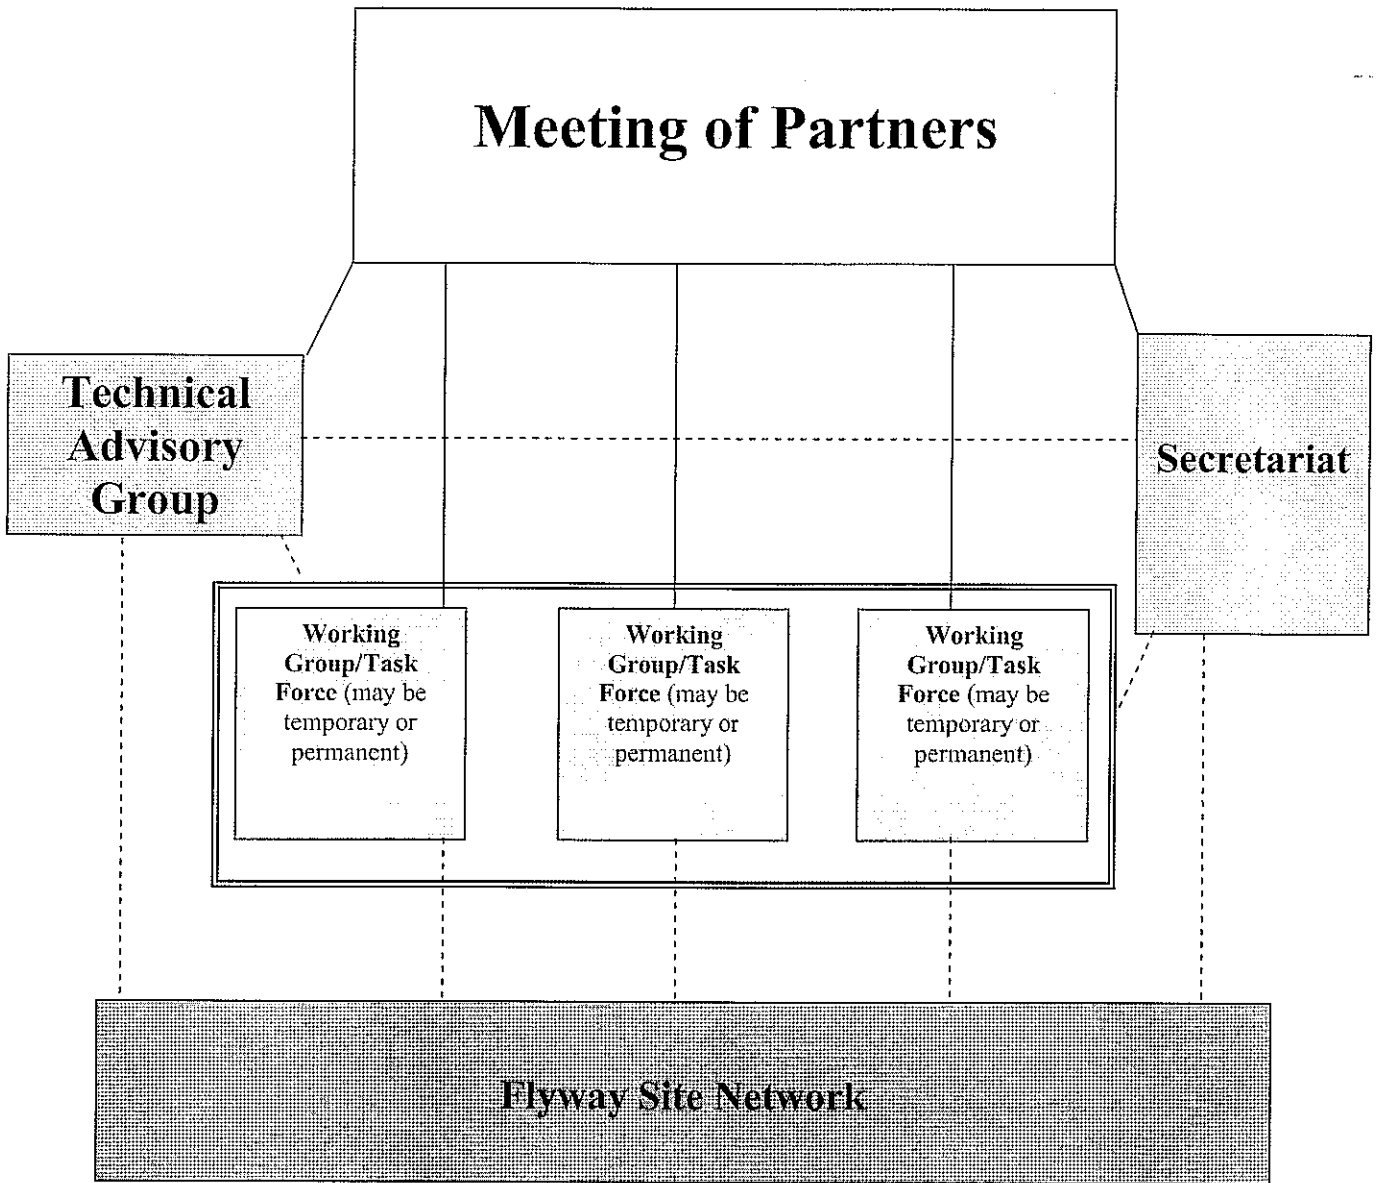 Meeting of Partners
Technical
Advisory
Group
Secretariat
Working
Group/Task
Force (may be
temporary or
permanent)
Working
Group/Task
Force (may be
temporary or
permanent)
Working
Group/Task
Force (may be
temporary or
permanent)
Flyway Site Network